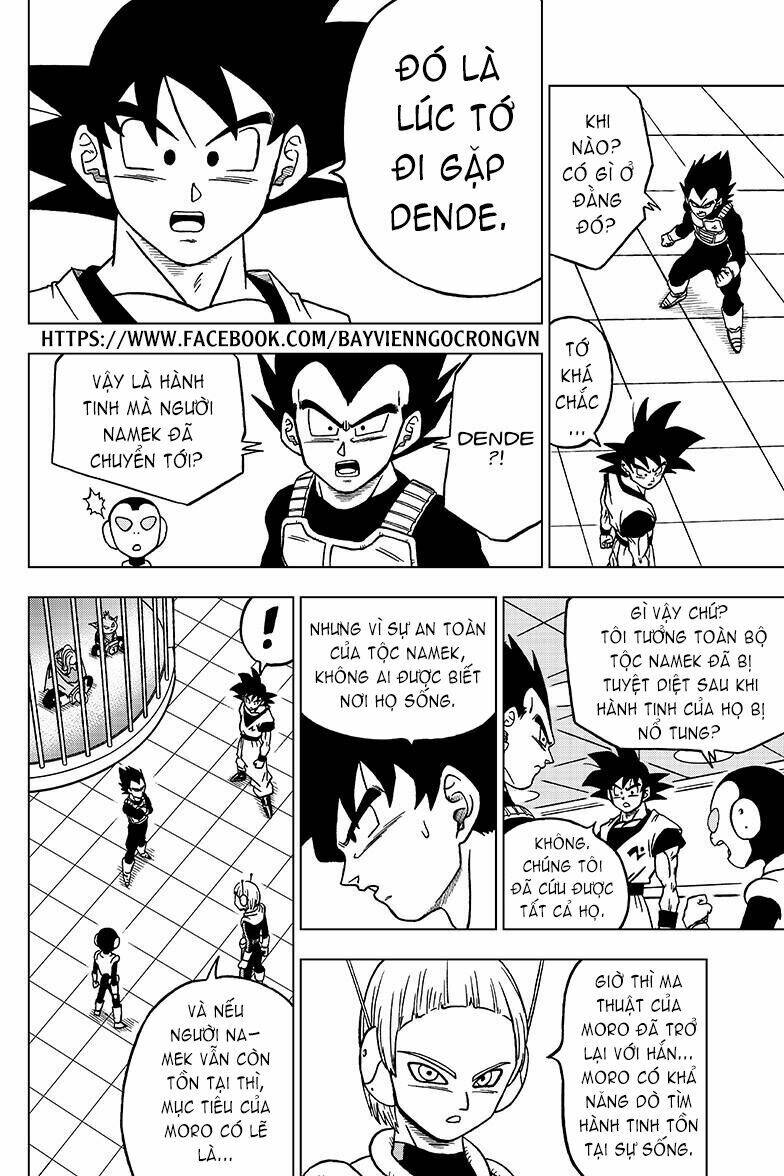 KHI
NÀO?
CÓ GÌ Ở
ĐẰNG
ĐÓ?
TỚ
KHÁ
CHẮC
...
ĐÓ LÀ
LÚC TỚ
ĐI GẶP
DENDE.
HTTPS://WWW.FACEBOOK.COM/BAYVIENNGOCRONGVN
DENDE
?!
VẬY LÀ HÀNH
TINH MÀ NGƯỜI
NAMEK ĐÃ
CHUYỂN TỚI?
GÌ VẬY CHỨ?
TÔI TƯỞNG TOÀN BỘ
TỘC NAMEK ĐÃ BỊ
TUYỆT DIỆT SAU KHI
HÀNH TINH CỦA HỌ BỊ
NỔ TUNG?
KHÔNG.
CHÚNG TÔI
ĐÃ CỨU ĐƯỢC
TẤT CẢ HỌ.
NHƯNG VÌ SỰ AN TOÀN
CỦA TỘC NAMEK,
KHÔNG AI ĐƯỢC BIẾT
NƠI HỌ SỐNG.
!
GIỜ THÌ MA
THUẬT CỦA
MORO ĐÃ TRỞ
LẠI VỚI HẮN...
MORO CÓ KHẢ
NĂNG DÒ TÌM
HÀNH TINH TỒN
TẠI SỰ SỐNG.
VÀ NẾU
NGƯỜI NA-
MEK VẪN CÒN
TỒN TẠI THÌ,
MỤC TIÊU CỦA
MORO CÓ LẼ
LÀ...